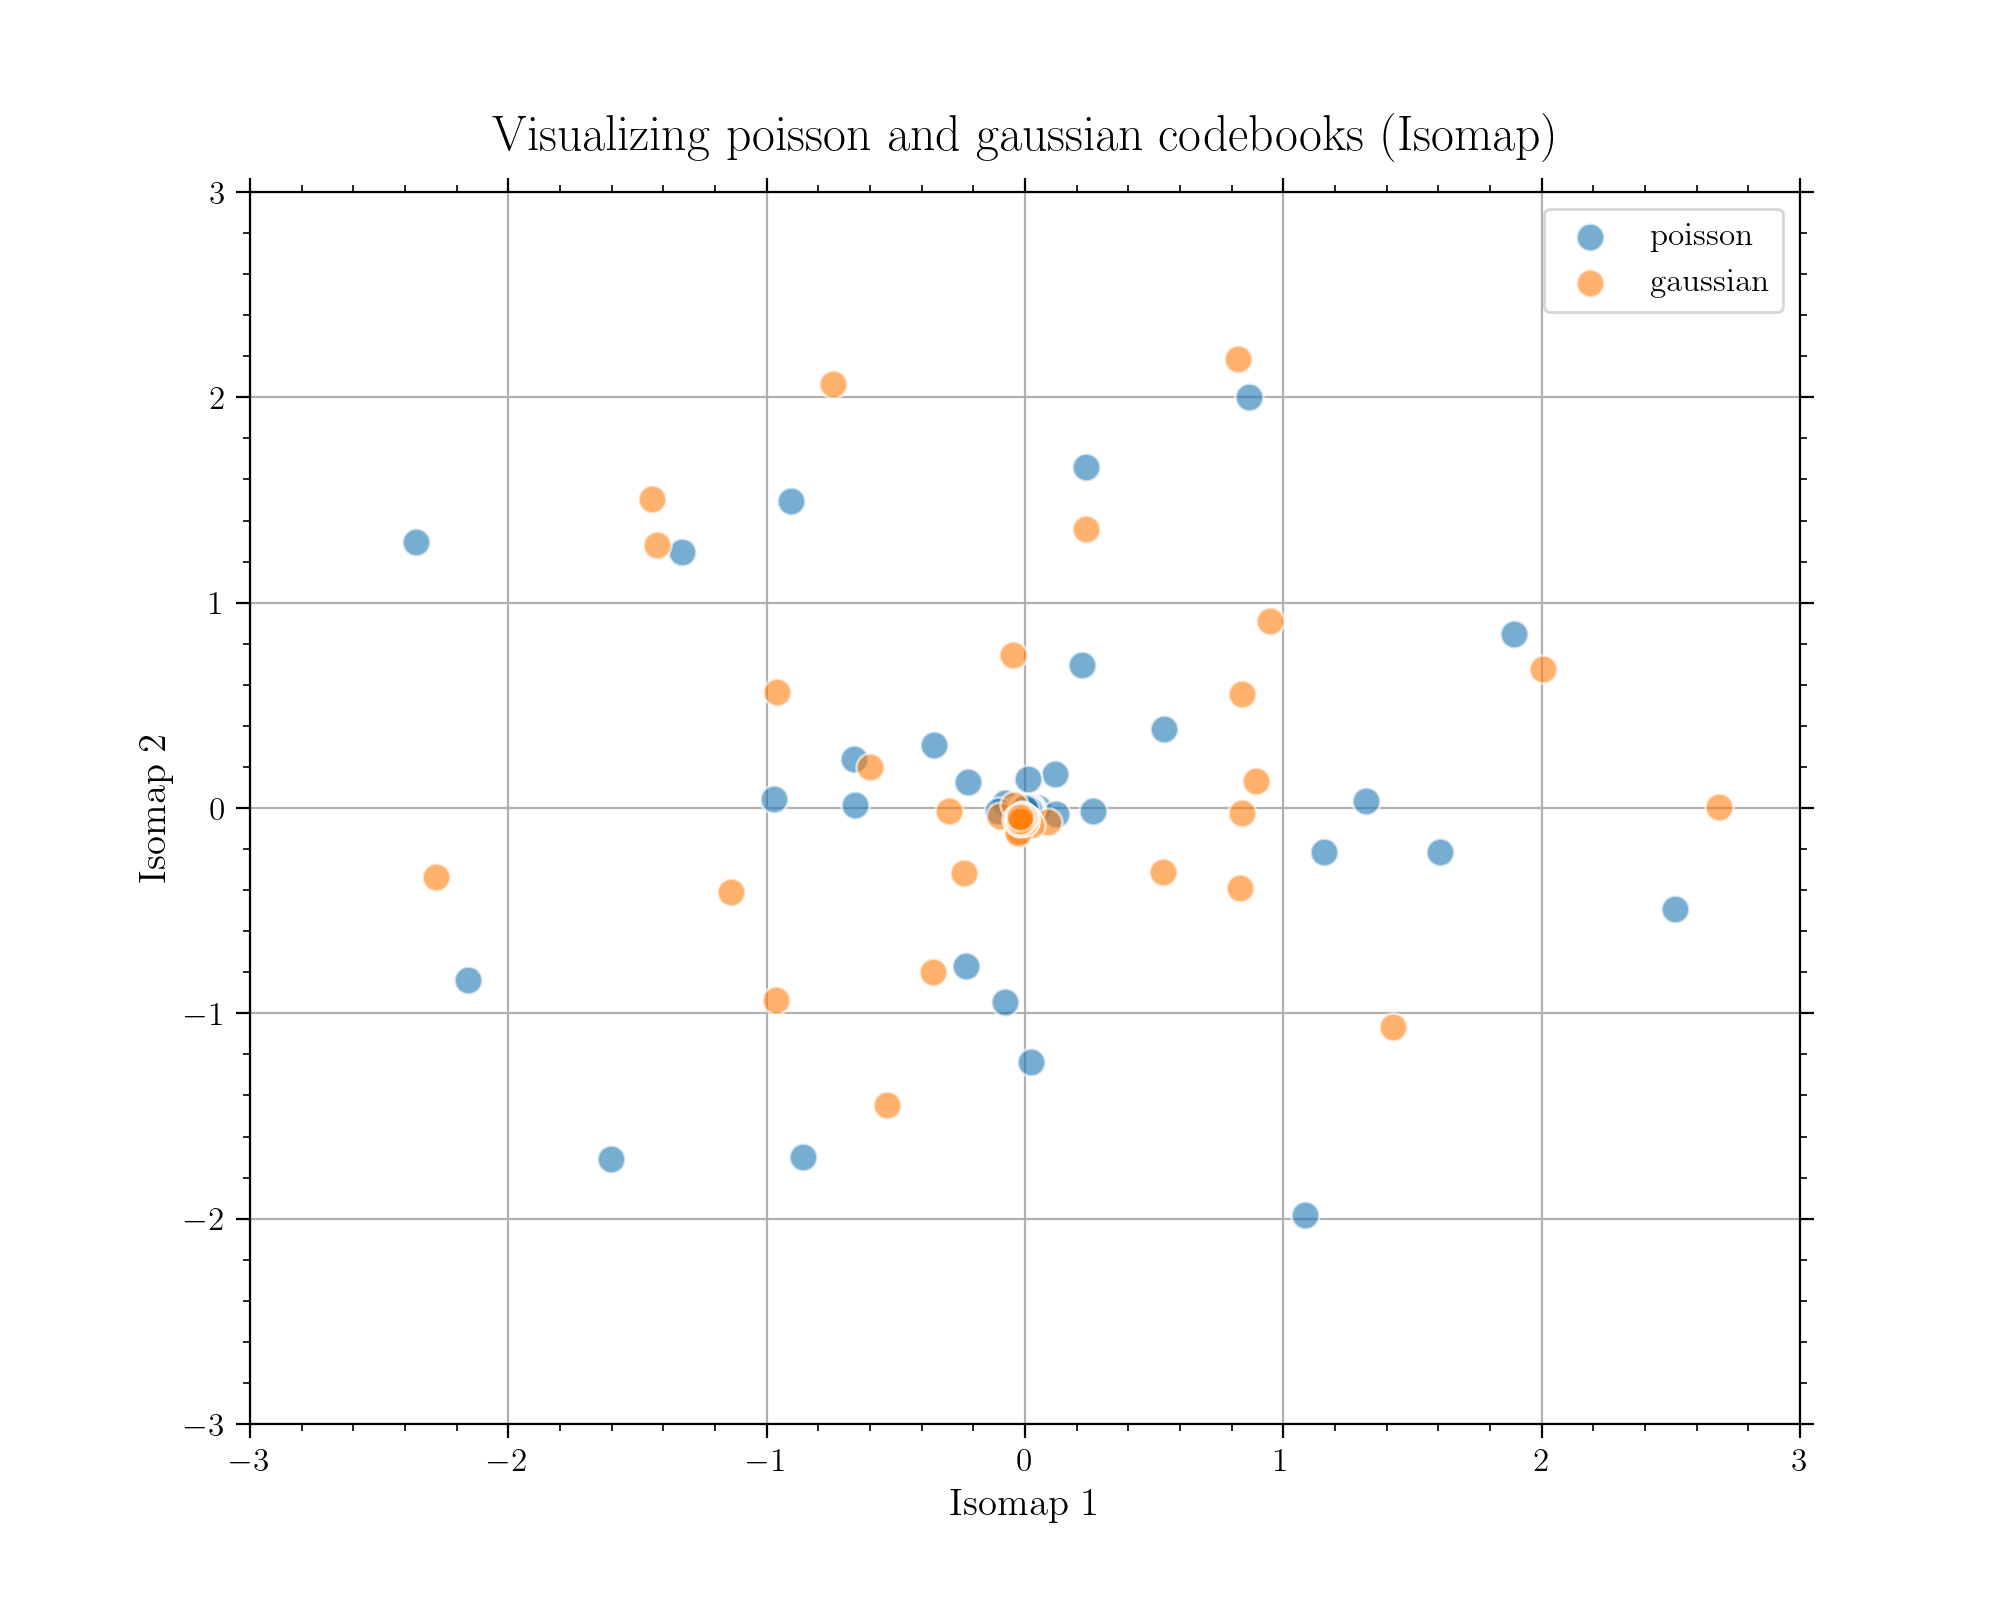 Visualizing poisson and gaussian codebooks (Isomap)
poisson
gaussian
3
2
1
0
−1
−2
−3
Isomap 2
−3 −2 −1 0 1 2 3
Isomap 1